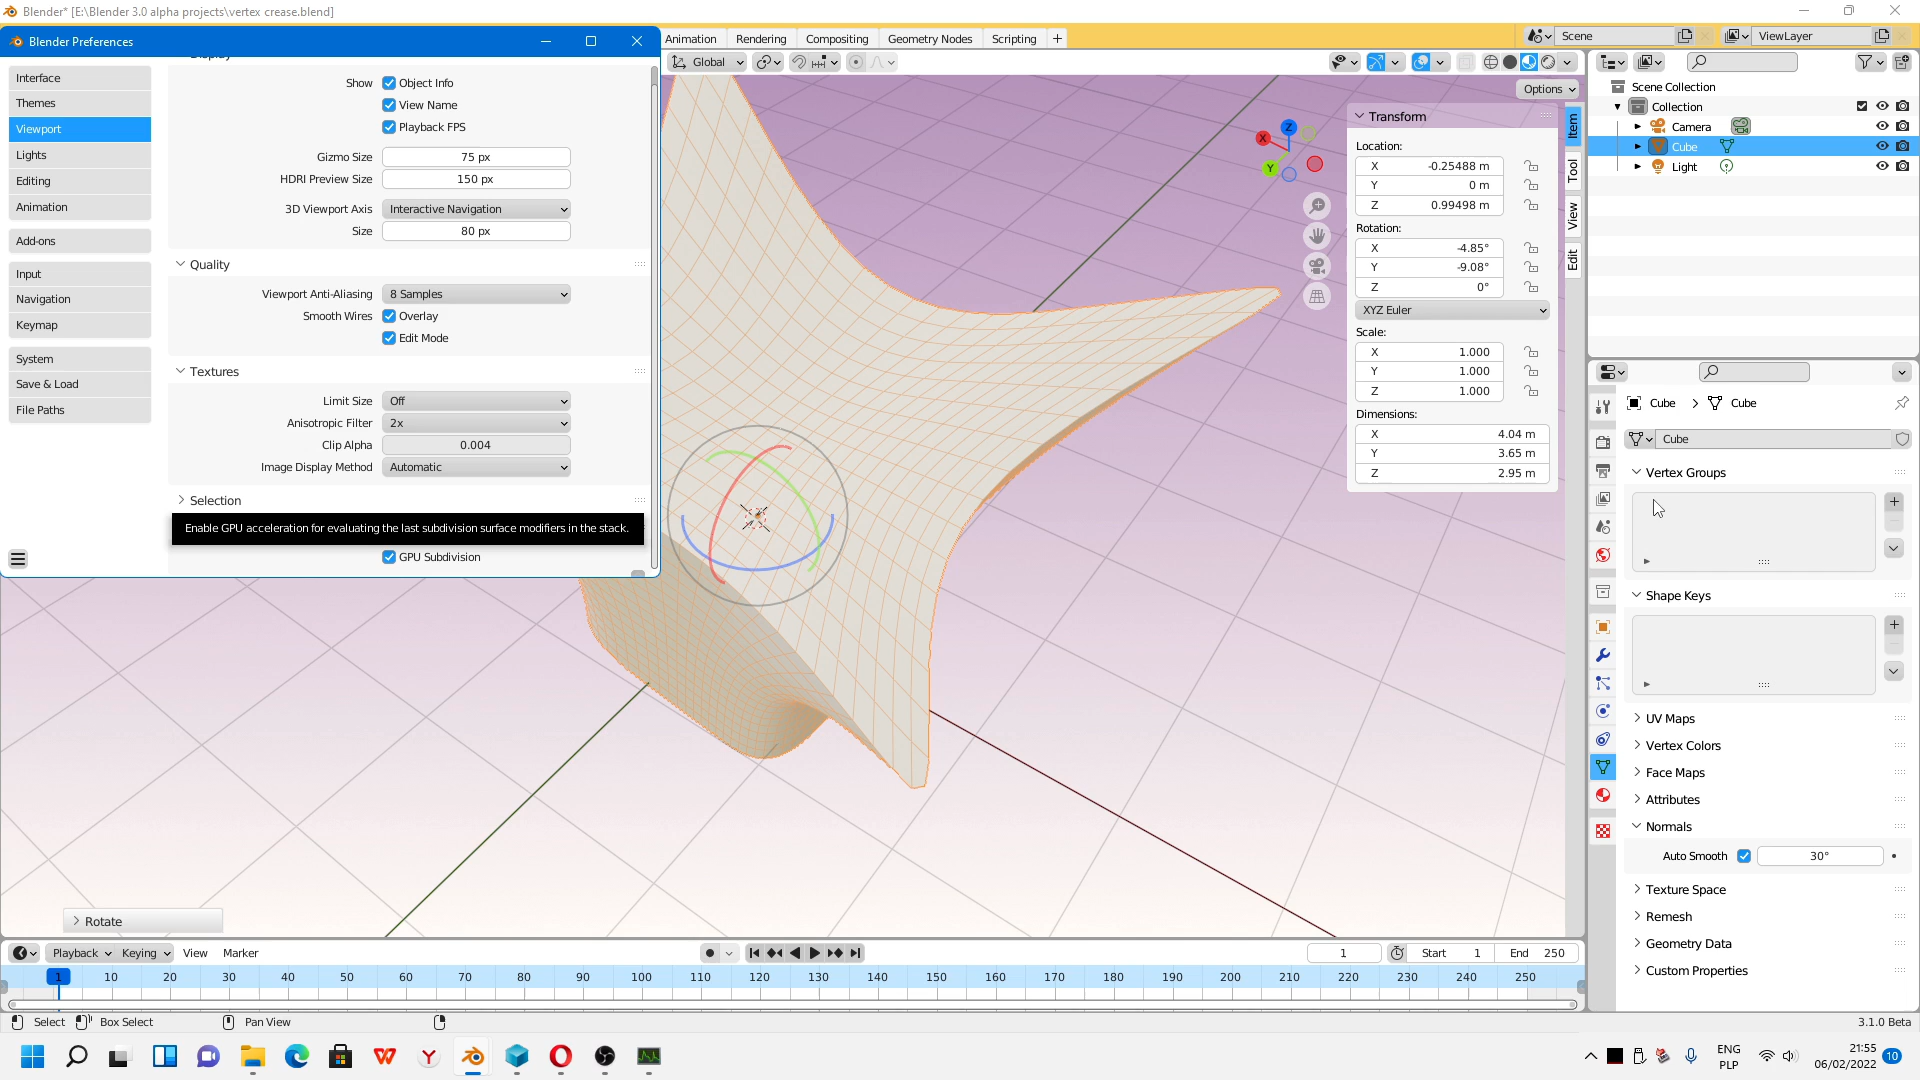 Blender* [E:\Blender 3.0 alpha projects\vertex crease.blend]
Blender Preferences
Animation
Rendering
Compositing
Geometry Nodes
Scripting
+
Scene
ViewLayer
Interface
Themes
Viewport
Lights
Editing
Animation
Add-ons
Input
Navigation
Keymap
System
Save & Load
File Paths
Display
Show
Object Info
View Name
Playback FPS
Gizmo Size 75 px
HDRI Preview Size 150 px
3D Viewport Axis Interactive Navigation
Size 80 px
Quality
Viewport Anti-Aliasing 8 Samples
Smooth Wires Overlay
Edit Mode
Textures
Limit Size Off
Anisotropic Filter 2x
Clip Alpha 0.004
Image Display Method Automatic
Selection
Enable GPU acceleration for evaluating the last subdivision surface modifiers in the stack.
GPU Subdivision
Global
Options
Z
X
Y
Transform
Location:
X -0.25488 m
Y 0 m
Z 0.99498 m
Rotation:
X -4.85°
Y -9.08°
Z 0°
XYZ Euler
Scale:
X 1.000
Y 1.000
Z 1.000
Dimensions:
X 4.04 m
Y 3.65 m
Z 2.95 m
Item
Tool
View
Edit
Scene Collection
Collection
Camera
Cube
Light
Cube > Cube
Cube
Vertex Groups
Shape Keys
UV Maps
Vertex Colors
Face Maps
Attributes
Normals
Auto Smooth 30°
Texture Space
Remesh
Geometry Data
Custom Properties
Rotate
Playback
Keying
View
Marker
1
Start 1
End 250
1 10 20 30 40 50 60 70 80 90 100 110 120 130 140 150 160 170 180 190 200 210 220 230 240 250
Select
Box Select
Pan View
3.1.0 Beta
ENG
PLP
21:55
06/02/2022
10